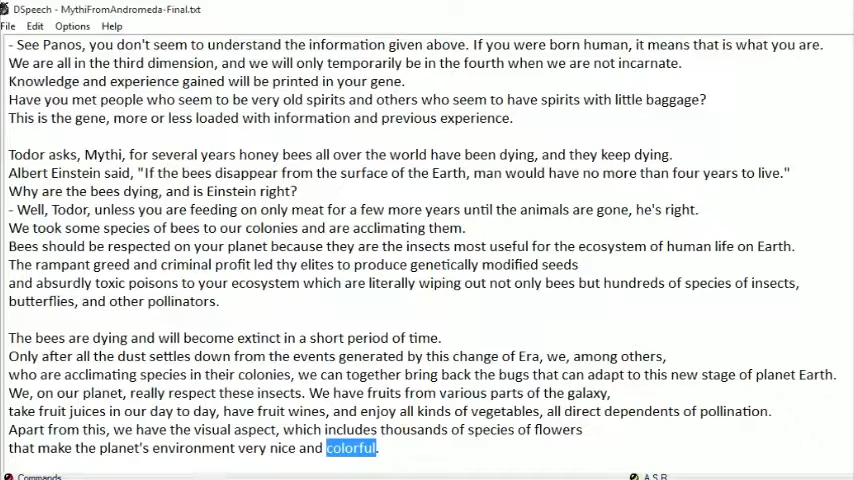 DSpeech - MythiFromAndromeda-Final.txt
File Edit Options Help
- See Panos, you don't seem to understand the information given above. If you were born human, it means that is what you are.
We are all in the third dimension, and we will only temporarily be in the fourth when we are not incarnate.
Knowledge and experience gained will be printed in your gene.
Have you met people who seem to be very old spirits and others who seem to have spirits with little baggage?
This is the gene, more or less loaded with information and previous experience.
Todor asks, Mythi, for several years honey bees all over the world have been dying, and they keep dying.
Albert Einstein said, "If the bees disappear from the surface of the Earth, man would have no more than four years to live."
Why are the bees dying, and is Einstein right?
- Well, Todor, unless you are feeding on only meat for a few more years until the animals are gone, he's right.
We took some species of bees to our colonies and are acclimating them.
Bees should be respected on your planet because they are the insects most useful for the ecosystem of human life on Earth.
The rampant greed and criminal profit led thy elites to produce genetically modified seeds
and absurdly toxic poisons to your ecosystem which are literally wiping out not only bees but hundreds of species of insects,
butterflies, and other pollinators.
The bees are dying and will become extinct in a short period of time.
Only after all the dust settles down from the events generated by this change of Era, we, among others,
who are acclimating species in their colonies, we can together bring back the bugs that can adapt to this new stage of planet Earth.
We, on our planet, really respect these insects. We have fruits from various parts of the galaxy,
take fruit juices in our day to day, have fruit wines, and enjoy all kinds of vegetables, all direct dependents of pollination.
Apart from this, we have the visual aspect, which includes thousands of species of flowers
that make the planet's environment very nice and colorful.
Commands A.S.R.